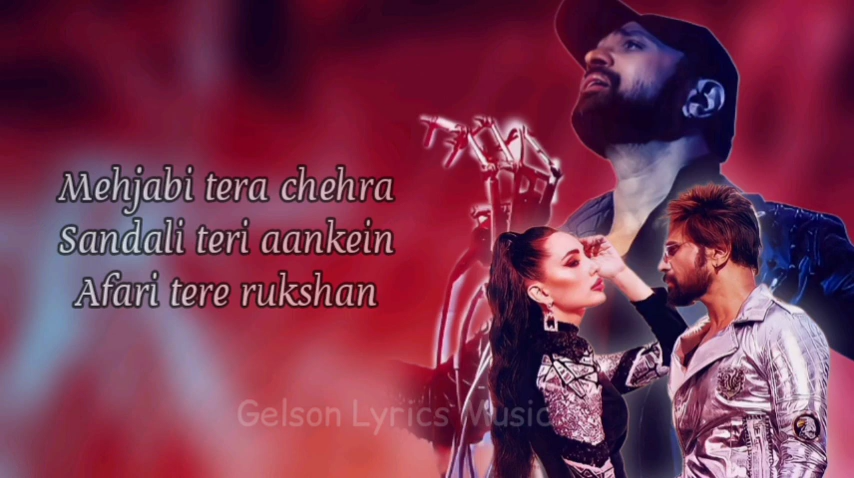 Mehjabi tera chehra
Sandali teri aankein
Afari tere rukshan
Gelson Lyrics Music